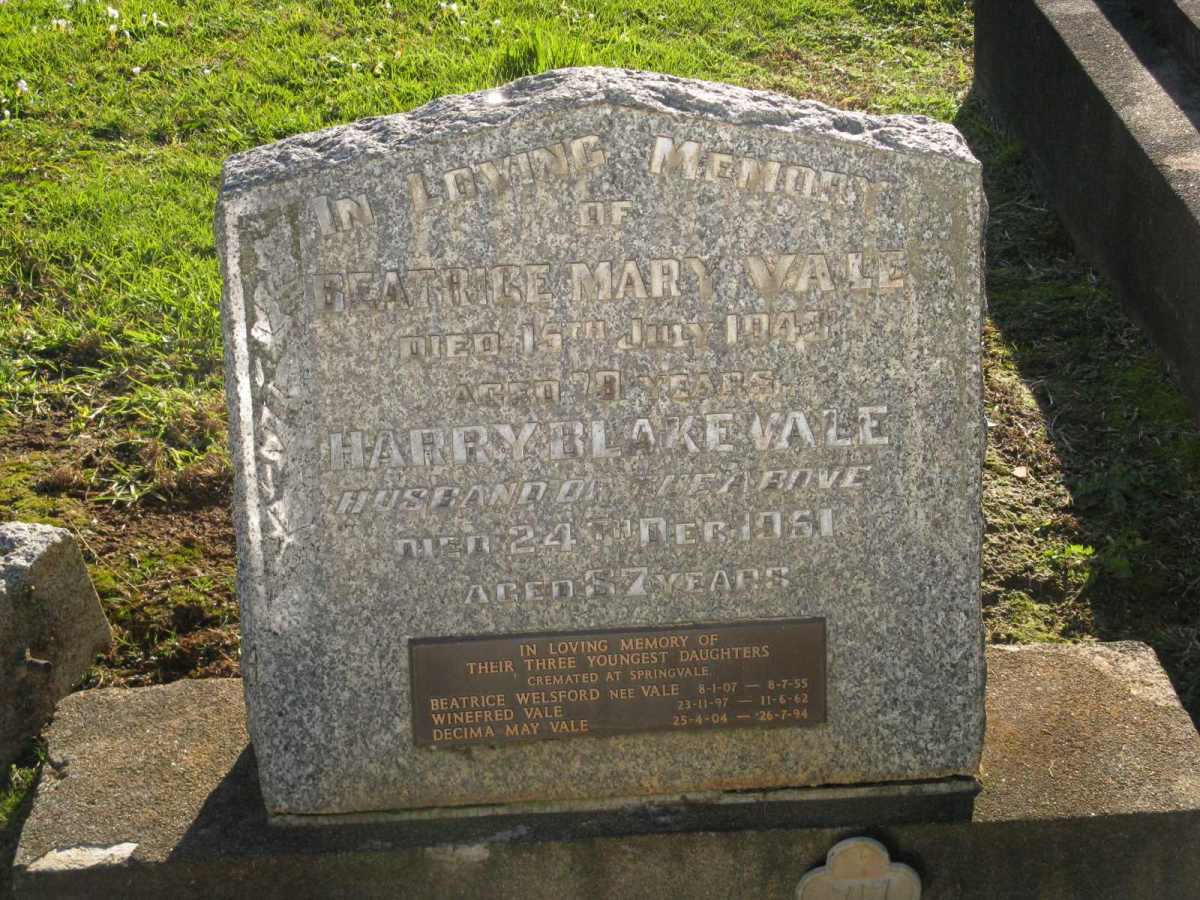 IN LOVING MEMORY
OF
BEATRICE MARY VALE
DIED 15TH JULY 1943
AGED 78 YEARS
HARRY BLAKE VALE
HUSBAND OF THE ABOVE
DIED 24TH DEC. 1961
AGED 87 YEARS
IN LOVING MEMORY OF
THEIR THREE YOUNGEST DAUGHTERS
CREMATED AT SPRINGVALE.
BEATRICE WELSFORD NEE VALE 8-1-07 — 8-7-55
WINEFRED VALE 23-11-97 — 11-6-62
DECIMA MAY VALE 25-4-04 — 26-7-94